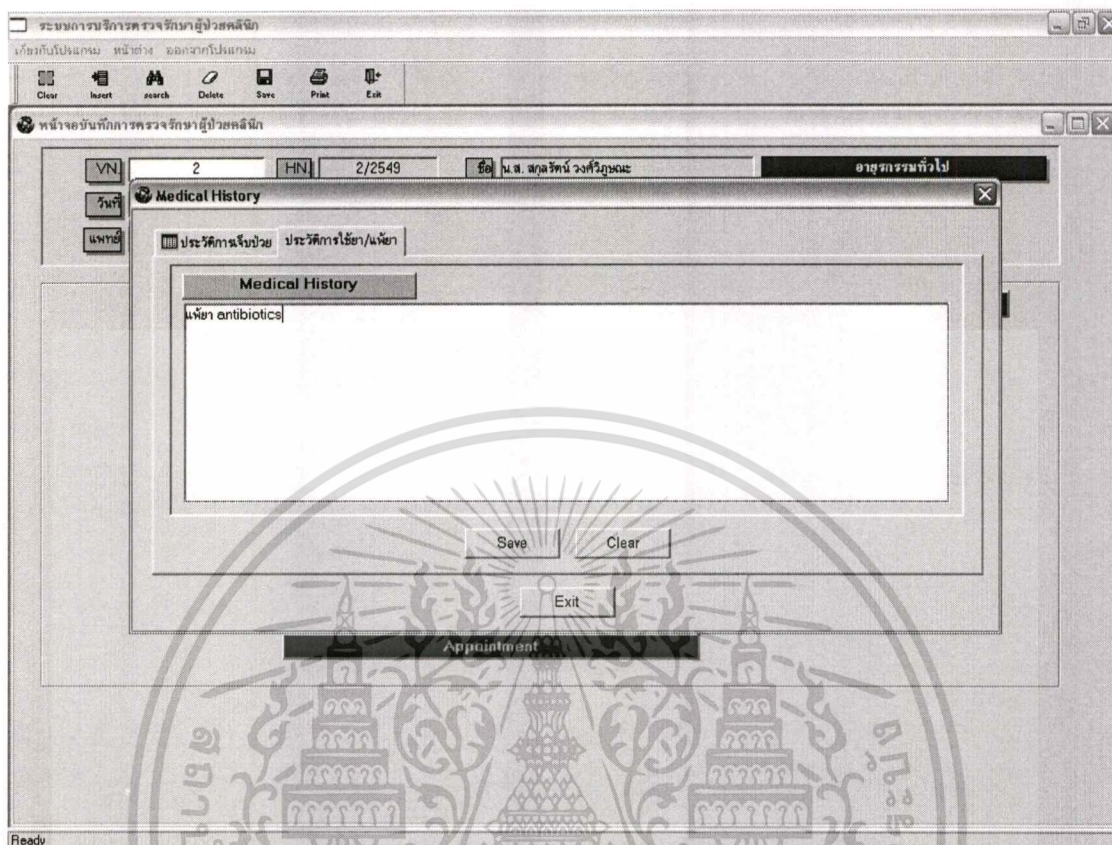 ระบบการบริการตรวจรักษาผู้ป่วยคลินิก
เกี่ยวกับโปรแกรม หน้าต่าง ออกจากโปรแกรม
Clear Insert search Delete Save Print Exit
หน้าจอบันทึกการตรวจรักษาผู้ป่วยคลินิก
VN. 2 HN. 2/2549 ชื่อ น.ส. สกุลรัตน์ วงศ์วิภูษณะ อายุรกรรมทั่วไป
วันที่
แพทย์
Medical History
ประวัติการเจ็บป่วย ประวัติการใช้ยา/แพ้ยา
Medical History
แพ้ยา antibiotics
Save Clear
Exit
Appointment
Ready